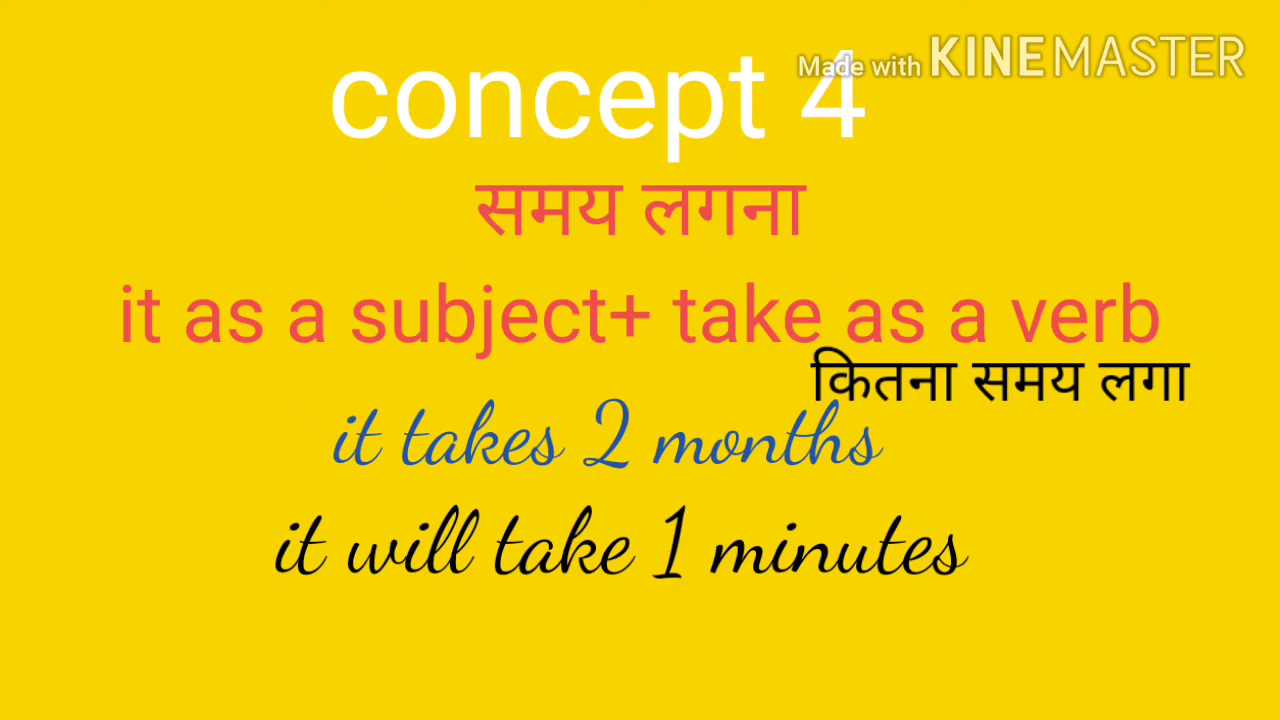 Made with KINEMASTER
concept 4
समय लगना
it as a subject+ take as a verb
कितना समय लगा
it takes 2 months
it will take 1 minutes